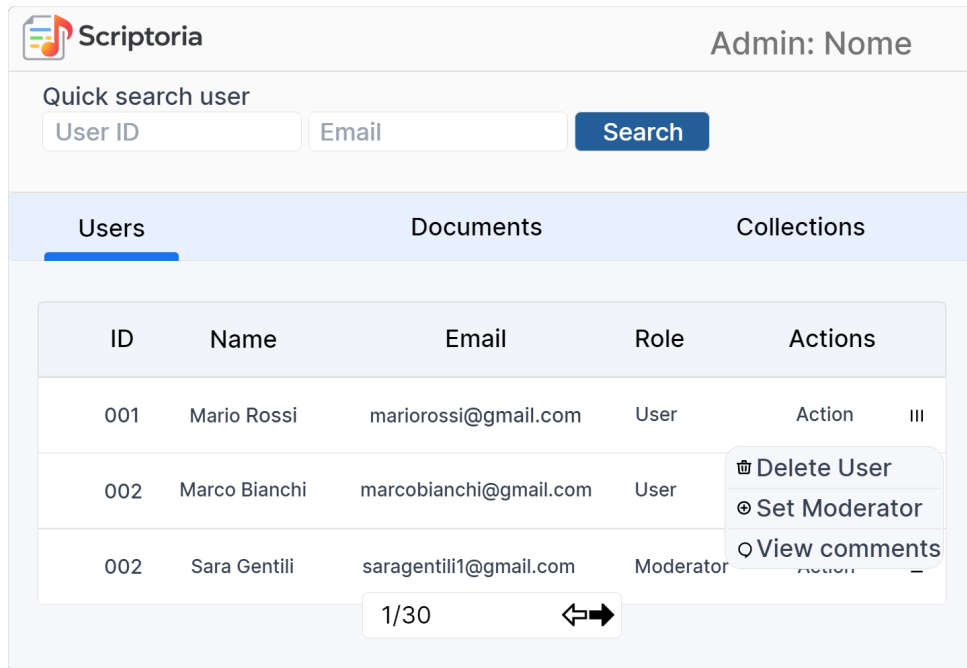 Scriptoria
Admin: Nome
Quick search user
User ID Email Search
Users Documents Collections
ID Name Email Role Actions
001 Mario Rossi mariorossi@gmail.com User Action
Delete User
002 Marco Bianchi marcobianchi@gmail.com User
Set Moderator
View comments
002 Sara Gentili saragentili1@gmail.com Moderator Action
1/30